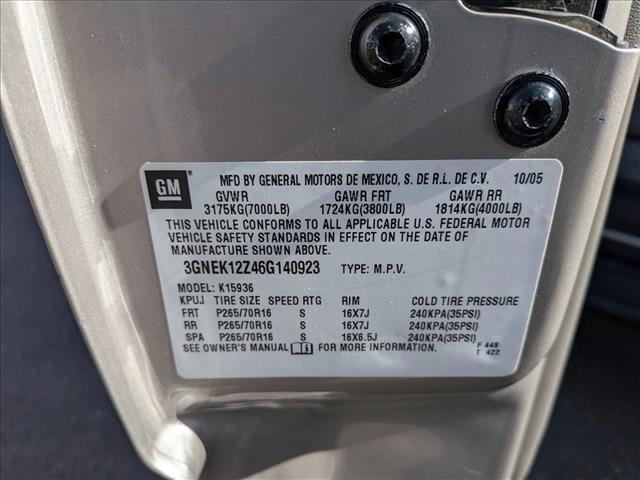 GM ® MFD BY GENERAL MOTORS DE MEXICO, S. DE R.L. DE C.V. 10/05
GVWR GAWR FRT GAWR RR
3175KG(7000LB) 1724KG(3800LB) 1814KG(4000LB)
THIS VEHICLE CONFORMS TO ALL APPLICABLE U.S. FEDERAL MOTOR
VEHICLE SAFETY STANDARDS IN EFFECT ON THE DATE OF
MANUFACTURE SHOWN ABOVE.
3GNEK12Z46G140923 TYPE: M.P.V.
MODEL: K15936
KPUJ TIRE SIZE SPEED RTG RIM COLD TIRE PRESSURE
FRT P265/70R16 S 16X7J 240KPA(35PSI)
RR P265/70R16 S 16X7J 240KPA(35PSI)
SPA P265/70R16 S 16X6.5J 240KPA(35PSI)
SEE OWNER'S MANUAL FOR MORE INFORMATION. F 448
T 422